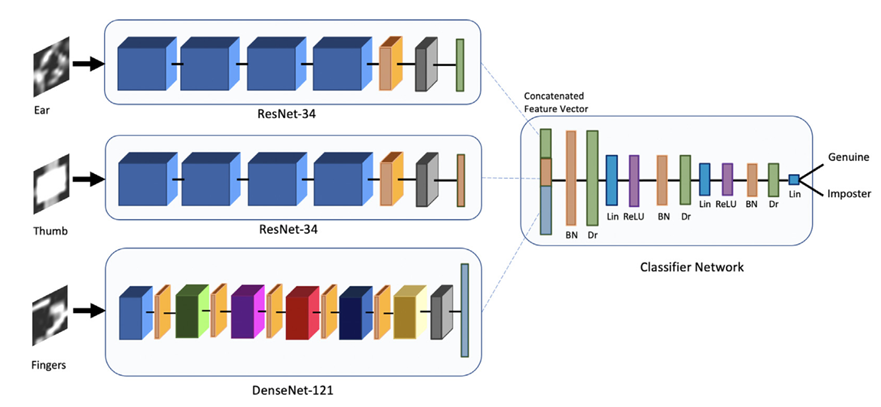 Ear
ResNet-34
Thumb
ResNet-34
Fingers
DenseNet-121
Concatenated
Feature Vector
BN
Dr
Lin
ReLU
BN
Dr
Lin
ReLU
BN
Dr
Lin
Genuine
Imposter
Classifier Network